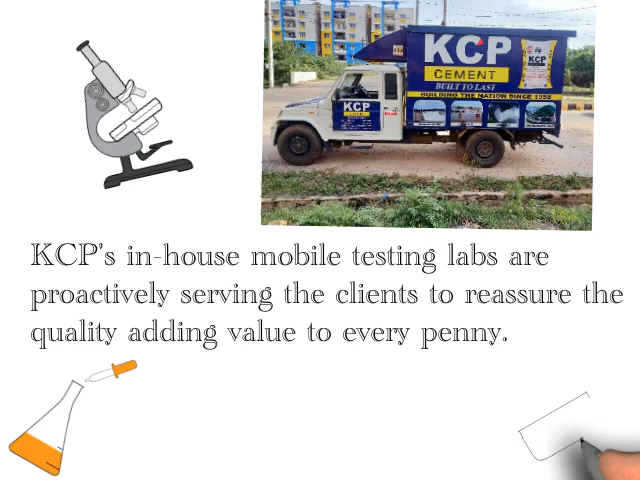 KCP
CEMENT
BUILT TO LAST
BUILDING THE NATION SINCE 1958
KCP
KCP
KCP's in-house mobile testing labs are
proactively serving the clients to reassure the
quality adding value to every penny.